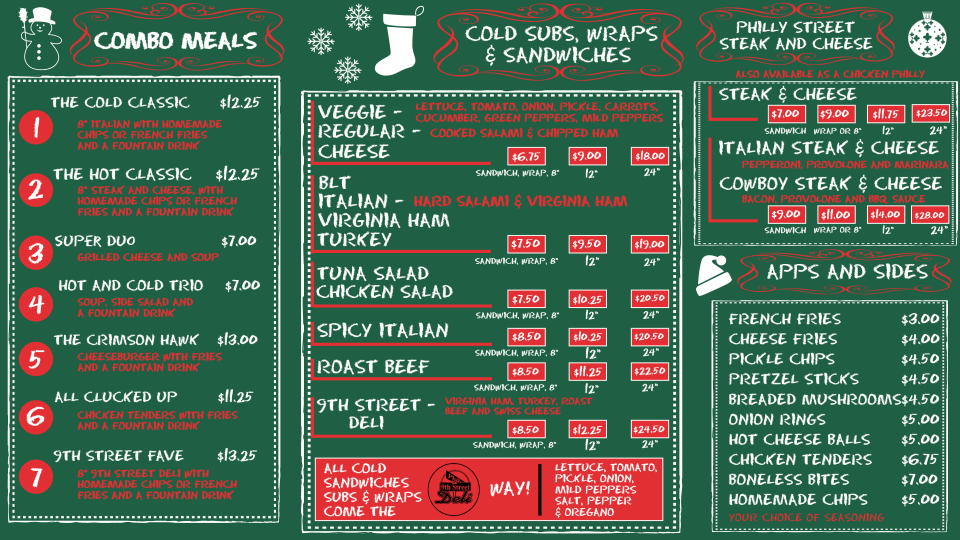 COMBO MEALS
THE COLD CLASSIC $12.25
1
8" ITALIAN WITH HOMEMADE
CHIPS OR FRENCH FRIES
AND A FOUNTAIN DRINK
THE HOT CLASSIC $12.25
2
8" STEAK AND CHEESE, WITH
HOMEMADE CHIPS OR FRENCH
FRIES AND A FOUNTAIN DRINK
SUPER DUO $7.00
3
GRILLED CHEESE AND SOUP
HOT AND COLD TRIO $7.00
4
SOUP, SIDE SALAD AND
A FOUNTAIN DRINK
THE CRIMSON HAWK $13.00
5
CHEESEBURGER WITH FRIES
AND A FOUNTAIN DRINK
ALL CLUCKED UP $11.25
6
CHICKEN TENDERS WITH FRIES
AND A FOUNTAIN DRINK
9TH STREET FAVE $13.25
7
8" 9TH STREET DELI WITH
HOMEMADE CHIPS OR FRENCH
FRIES AND A FOUNTAIN DRINK
COLD SUBS, WRAPS
& SANDWICHES
VEGGIE - LETTUCE, TOMATO, ONION, PICKLE, CARROTS,
CUCUMBER, GREEN PEPPERS, MILD PEPPERS
REGULAR - COOKED SALAMI & CHIPPED HAM
CHEESE
$6.75 $9.00 $18.00
SANDWICH, WRAP, 8" 12" 24"
BLT
ITALIAN - HARD SALAMI & VIRGINIA HAM
VIRGINIA HAM
TURKEY
$7.50 $9.50 $19.00
SANDWICH, WRAP, 8" 12" 24"
TUNA SALAD
CHICKEN SALAD
$7.50 $10.25 $20.50
SANDWICH, WRAP, 8" 12" 24"
SPICY ITALIAN
$8.50 $10.25 $20.50
SANDWICH, WRAP, 8" 12" 24"
ROAST BEEF
$8.50 $11.25 $22.50
SANDWICH, WRAP, 8" 12" 24"
9TH STREET - VIRGINIA HAM, TURKEY, ROAST
DELI BEEF AND SWISS CHEESE
$8.50 $12.25 $24.50
SANDWICH, WRAP, 8" 12" 24"
ALL COLD
SANDWICHES
SUBS & WRAPS
COME THE
9th Street
Deli
WAY!
LETTUCE, TOMATO,
PICKLE, ONION,
MILD PEPPERS
SALT, PEPPER
& OREGANO
PHILLY STREET
STEAK AND CHEESE
ALSO AVAILABLE AS A CHICKEN PHILLY
STEAK & CHEESE
$7.00 $9.00 $11.75 $23.50
SANDWICH WRAP OR 8" 12" 24"
ITALIAN STEAK & CHEESE
PEPPERONI, PROVOLONE AND MARINARA
COWBOY STEAK & CHEESE
BACON, PROVOLONE AND BBQ SAUCE
$9.00 $11.00 $14.00 $28.00
SANDWICH WRAP OR 8" 12" 24"
APPS AND SIDES
FRENCH FRIES $3.00
CHEESE FRIES $4.00
PICKLE CHIPS $4.50
PRETZEL STICKS $4.50
BREADED MUSHROOMS $4.50
ONION RINGS $5.00
HOT CHEESE BALLS $5.00
CHICKEN TENDERS $6.75
BONELESS BITES $7.00
HOMEMADE CHIPS $5.00
YOUR CHOICE OF SEASONING